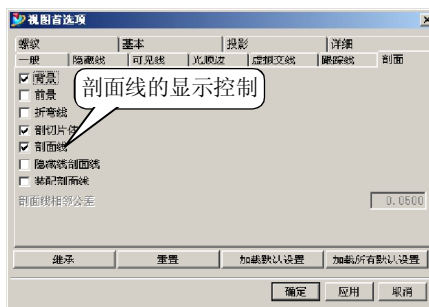 视图首选项
螺纹 基本 投影 详细
一般 隐藏线 可见线 光顺边 虚拟交线 跟踪线 剖面
背景
前景
剖面线的显示控制
折弯线
剖切片体
剖面线
隐藏线剖面线
装配剖面线
剖面线相邻公差 0.0500
继承 重置 加载默认设置 加载所有默认设置
确定 应用 取消